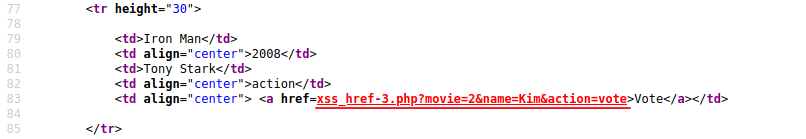 77 <tr height="30">
78
79 <td>Iron Man</td>
80 <td align="center">2008</td>
81 <td>Tony Stark</td>
82 <td align="center">action</td>
83 <td align="center"> <a href=xss_href-3.php?movie=2&name=Kim&action=vote>Vote</a></td>
84
85 </tr>